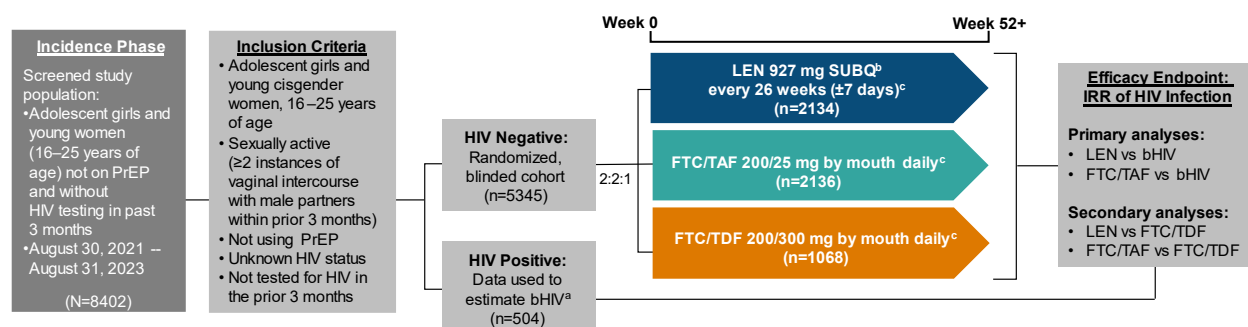 Incidence Phase
Screened study
population:
•Adolescent girls and
young women
(16–25 years of
age) not on PrEP
and without
HIV testing in past
3 months
•August 30, 2021 --
August 31, 2023
(N=8402)
Inclusion Criteria
• Adolescent girls and
young cisgender
women, 16–25 years
of age
• Sexually active
(≥2 instances of
vaginal intercourse
with male partners
within prior 3 months)
• Not using PrEP
• Unknown HIV status
• Not tested for HIV in
the prior 3 months
HIV Negative:
Randomized,
blinded cohort
(n=5345)
HIV Positive:
Data used to
estimate bHIVᵃ
(n=504)
2:2:1
Week 0
Week 52+
LEN 927 mg SUBQᵇ
every 26 weeks (±7 days)ᶜ
(n=2134)
FTC/TAF 200/25 mg by mouth dailyᶜ
(n=2136)
FTC/TDF 200/300 mg by mouth dailyᶜ
(n=1068)
Efficacy Endpoint:
IRR of HIV Infection
Primary analyses:
• LEN vs bHIV
• FTC/TAF vs bHIV
Secondary analyses:
• LEN vs FTC/TDF
• FTC/TAF vs FTC/TDF